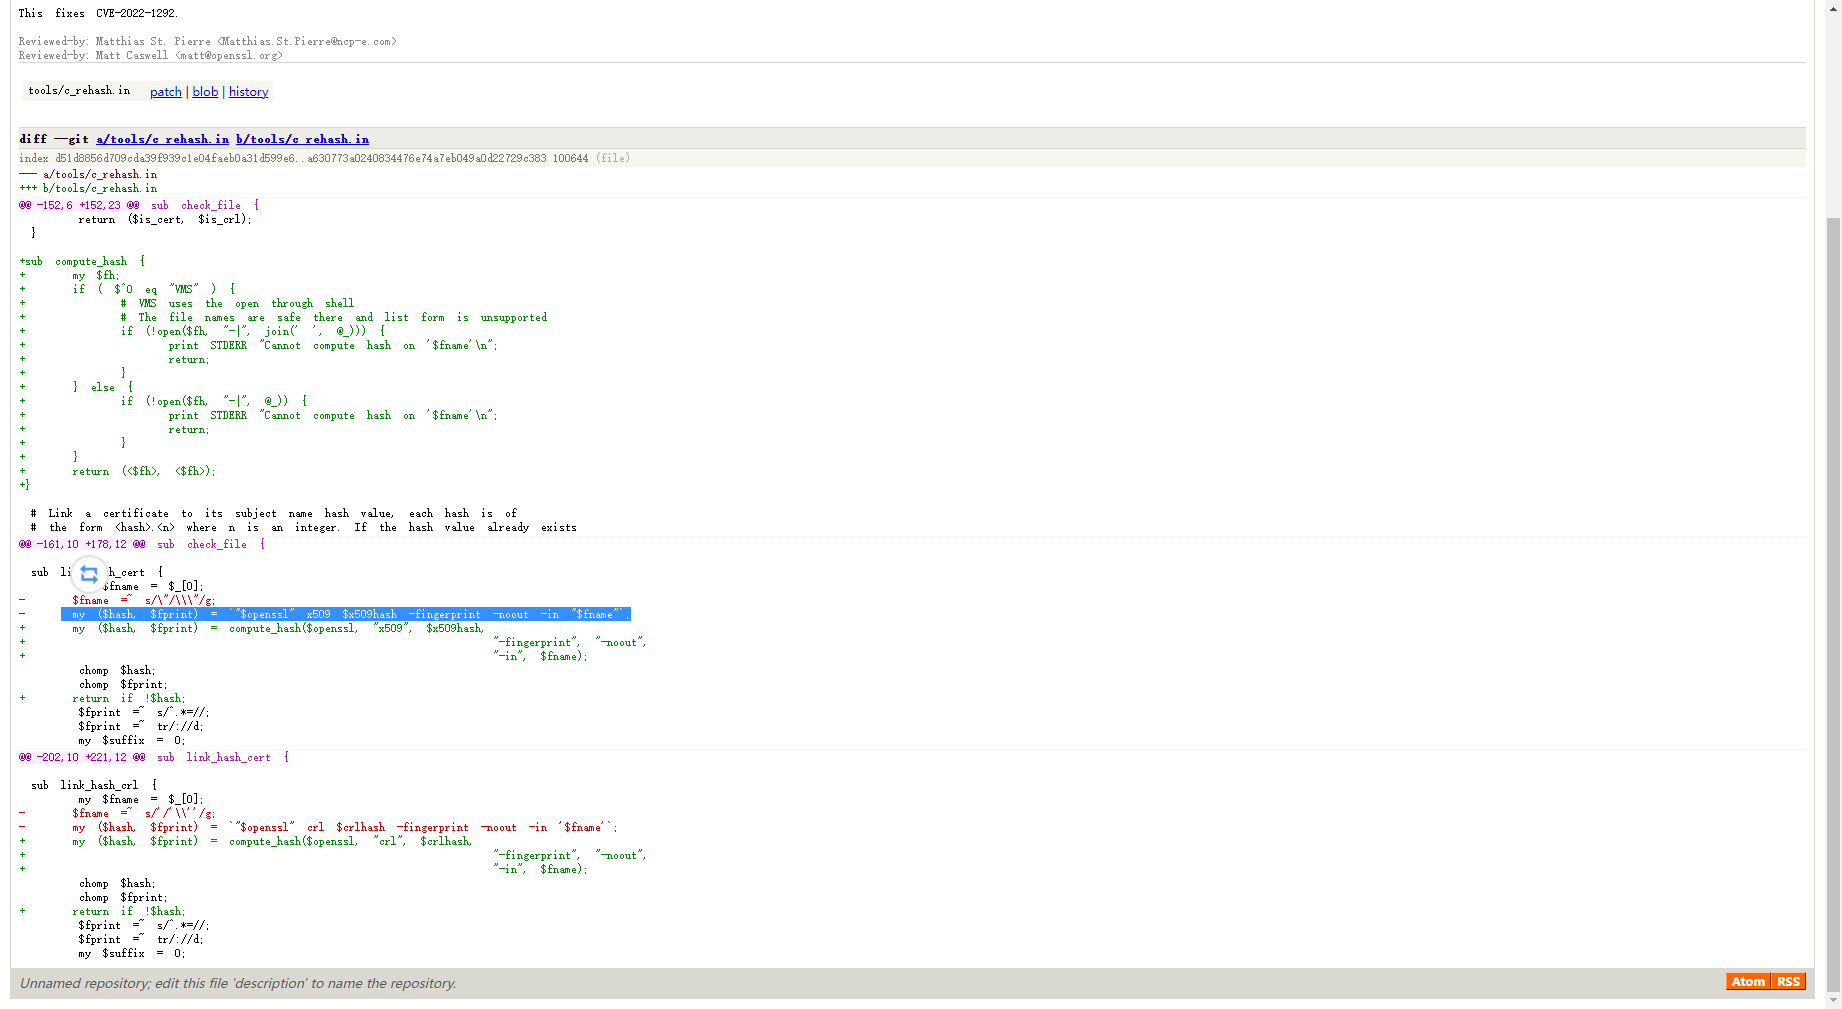 This fixes CVE-2022-1292.
Reviewed-by: Matthias St. Pierre <Matthias.St.Pierre@ncp-e.com>
Reviewed-by: Matt Caswell <matt@openssl.org>
tools/c_rehash.in patch | blob | history
diff --git a/tools/c_rehash.in b/tools/c_rehash.in
index d51d8856d709cda39f939c1e04faeb0a31d599e6..a630773a0240834476e74a7eb049a0d22729c383 100644 (file)
--- a/tools/c_rehash.in
+++ b/tools/c_rehash.in
@@ -152,6 +152,23 @@ sub check_file {
        return ($is_cert, $is_crl);
 }
+sub compute_hash {
+       my $fh;
+       if ( $^O eq "VMS" ) {
+               # VMS uses the open through shell
+               # The file names are safe there and list form is unsupported
+               if (!open($fh, "-|", join(' ', @_))) {
+                       print STDERR "Cannot compute hash on '$fname'\n";
+                       return;
+               }
+       } else {
+               if (!open($fh, "-|", @_)) {
+                       print STDERR "Cannot compute hash on '$fname'\n";
+                       return;
+               }
+       }
+       return (<$fh>, <$fh>);
+}
 # Link a certificate to its subject name hash value, each hash is of
 # the form <hash>.<n> where n is an integer. If the hash value already exists
@@ -161,10 +178,12 @@ sub check_file {
 sub li h_cert {
        $fname = $_[0];
-       $fname =~ s/\"/\\\"/g;
-       my ($hash, $fprint) = `"$openssl" x509 $x509hash -fingerprint -noout -in "$fname"`;
+       my ($hash, $fprint) = compute_hash($openssl, "x509", $x509hash,
+                                          "-fingerprint", "-noout",
+                                          "-in", $fname);
        chomp $hash;
        chomp $fprint;
+       return if !$hash;
        $fprint =~ s/^.*=//;
        $fprint =~ tr/://d;
        my $suffix = 0;
@@ -202,10 +221,12 @@ sub link_hash_cert {
 sub link_hash_crl {
        my $fname = $_[0];
-       $fname =~ s/'/'\\''/g;
-       my ($hash, $fprint) = `"$openssl" crl $crlhash -fingerprint -noout -in '$fname'`;
+       my ($hash, $fprint) = compute_hash($openssl, "crl", $crlhash,
+                                          "-fingerprint", "-noout",
+                                          "-in", $fname);
        chomp $hash;
        chomp $fprint;
+       return if !$hash;
        $fprint =~ s/^.*=//;
        $fprint =~ tr/://d;
        my $suffix = 0;
Unnamed repository; edit this file 'description' to name the repository.
Atom RSS